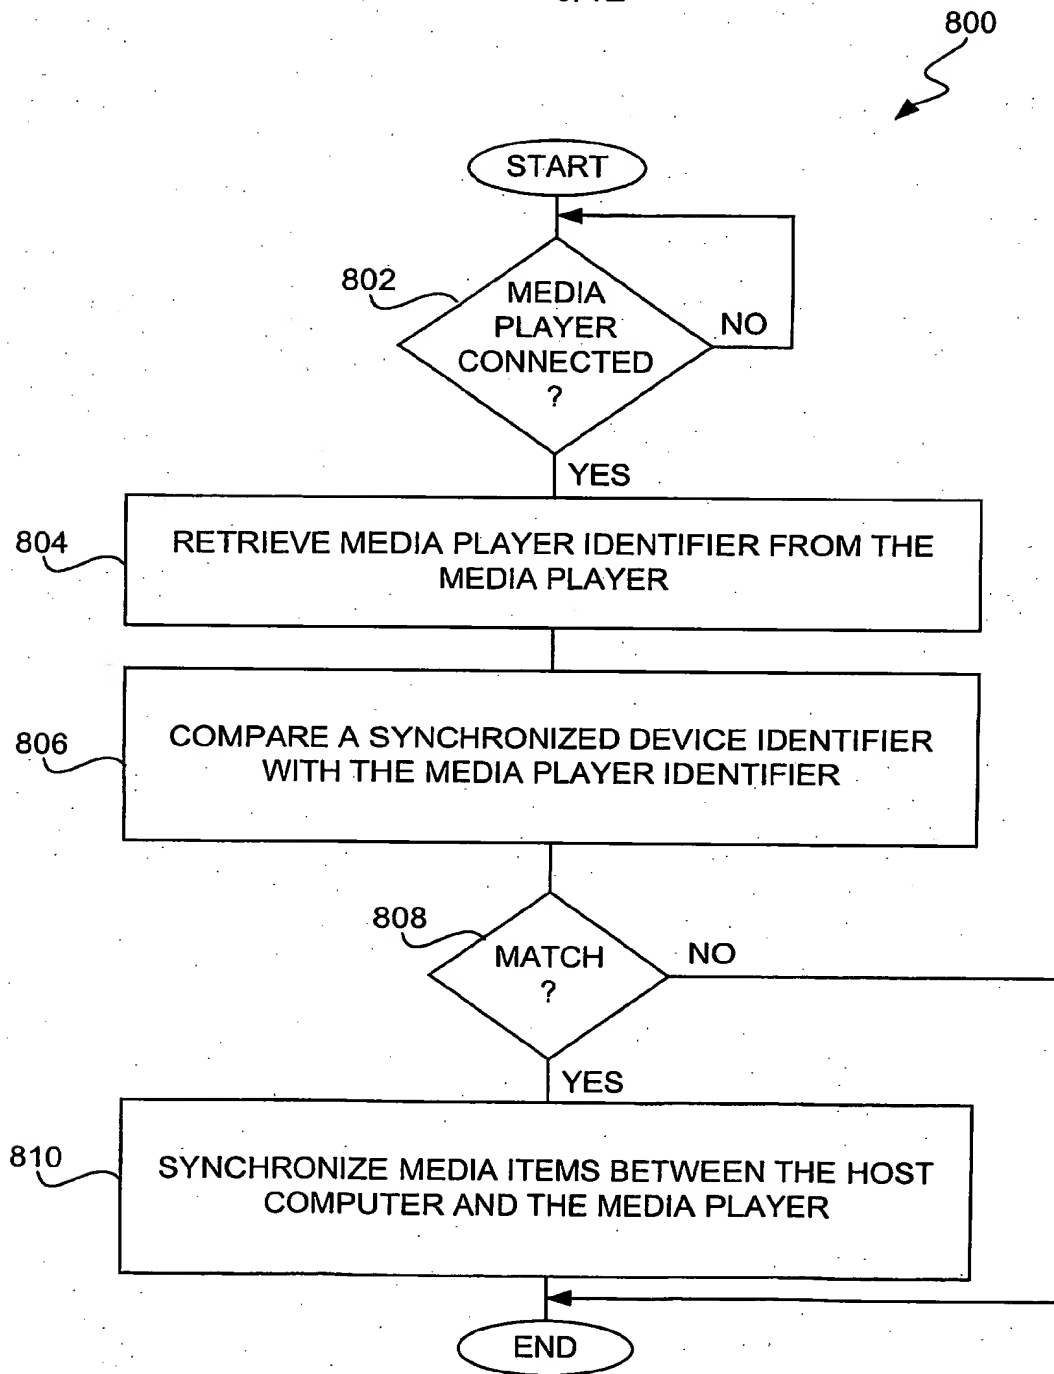 800
START
802
MEDIA
PLAYER
CONNECTED
?
NO
YES
804
RETRIEVE MEDIA PLAYER IDENTIFIER FROM THE
MEDIA PLAYER
806
COMPARE A SYNCHRONIZED DEVICE IDENTIFIER
WITH THE MEDIA PLAYER IDENTIFIER
808
MATCH
?
NO
YES
810
SYNCHRONIZE MEDIA ITEMS BETWEEN THE HOST
COMPUTER AND THE MEDIA PLAYER
END